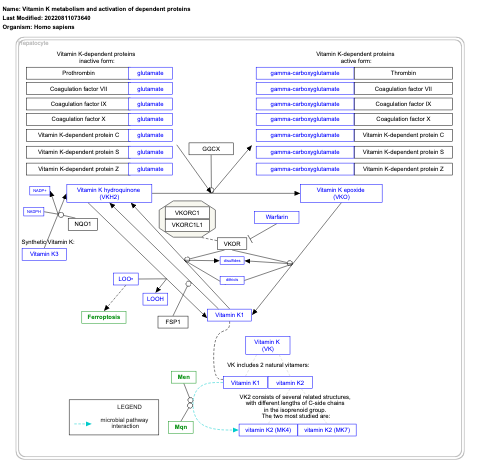 Name: Vitamin K metabolism and activation of dependent proteins
Last Modified: 20220811073640
Organism: Homo sapiens
hepatocyte
Vitamin K-dependent proteins
inactive form:
Vitamin K-dependent proteins
active form:
Prothrombin glutamate
gamma-carboxyglutamate Thrombin
Coagulation factor VII glutamate
gamma-carboxyglutamate Coagulation factor VII
Coagulation factor IX glutamate
gamma-carboxyglutamate Coagulation factor IX
Coagulation factor X glutamate
gamma-carboxyglutamate Coagulation factor X
Vitamin K-dependent protein C glutamate
gamma-carboxyglutamate Vitamin K-dependent protein C
Vitamin K-dependent protein S glutamate
gamma-carboxyglutamate Vitamin K-dependent protein S
Vitamin K-dependent protein Z glutamate
gamma-carboxyglutamate Vitamin K-dependent protein Z
GGCX
NADP+
Vitamin K hydroquinone
(VKH2)
Vitamin K epoxide
(VKO)
NADPH
NQO1
VKORC1
VKORC1L1
Warfarin
Synthetic Vitamin K:
Vitamin K3
VKOR
disulfides
dithiols
LOO•
LOOH
Ferroptosis
FSP1
Vitamin K1
Vitamin K
(VK)
VK includes 2 natural vitamers:
Men
Vitamin K1 vitamin K2
VK2 consists of several related structures,
with different lengths of C-side chains
in the isoprenoid group.
The two most studied are:
LEGEND
microbial pathway
interaction
Mqn
vitamin K2 (MK4) vitamin K2 (MK7)